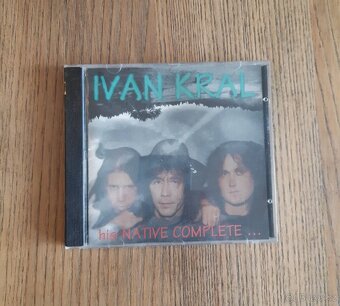 IVAN KRAL
his NATIVE COMPLETE ...